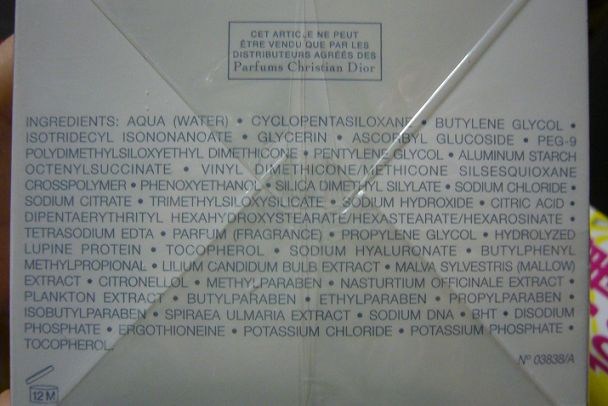 CET ARTICLE NE PEUT
ÊTRE VENDU QUE PAR LES
DISTRIBUTEURS AGRÉÉS DES
Parfums Christian Dior
INGREDIENTS: AQUA (WATER) • CYCLOPENTASILOXANE • BUTYLENE GLYCOL •
ISOTRIDECYL ISONONANOATE • GLYCERIN • ASCORBYL GLUCOSIDE • PEG-9
POLYDIMETHYLSILOXYETHYL DIMETHICONE • PENTYLENE GLYCOL • ALUMINUM STARCH
OCTENYLSUCCINATE • VINYL DIMETHICONE/METHICONE SILSESQUIOXANE
CROSSPOLYMER • PHENOXYETHANOL • SILICA DIMETHYL SILYLATE • SODIUM CHLORIDE •
SODIUM CITRATE • TRIMETHYLSILOXYSILICATE • SODIUM HYDROXIDE • CITRIC ACID •
DIPENTAERYTHRITYL HEXAHYDROXYSTEARATE/HEXASTEARATE/HEXAROSINATE •
TETRASODIUM EDTA • PARFUM (FRAGRANCE) • PROPYLENE GLYCOL • HYDROLYZED
LUPINE PROTEIN • TOCOPHEROL • SODIUM HYALURONATE • BUTYLPHENYL
METHYLPROPIONAL • LILIUM CANDIDUM BULB EXTRACT • MALVA SYLVESTRIS (MALLOW)
EXTRACT • CITRONELLOL • METHYLPARABEN • NASTURTIUM OFFICINALE EXTRACT •
PLANKTON EXTRACT • BUTYLPARABEN • ETHYLPARABEN • PROPYLPARABEN •
ISOBUTYLPARABEN • SPIRAEA ULMARIA EXTRACT • SODIUM DNA • BHT • DISODIUM
PHOSPHATE • ERGOTHIONEINE • POTASSIUM CHLORIDE • POTASSIUM PHOSPHATE •
TOCOPHEROL.
N° 03838/A
12 M